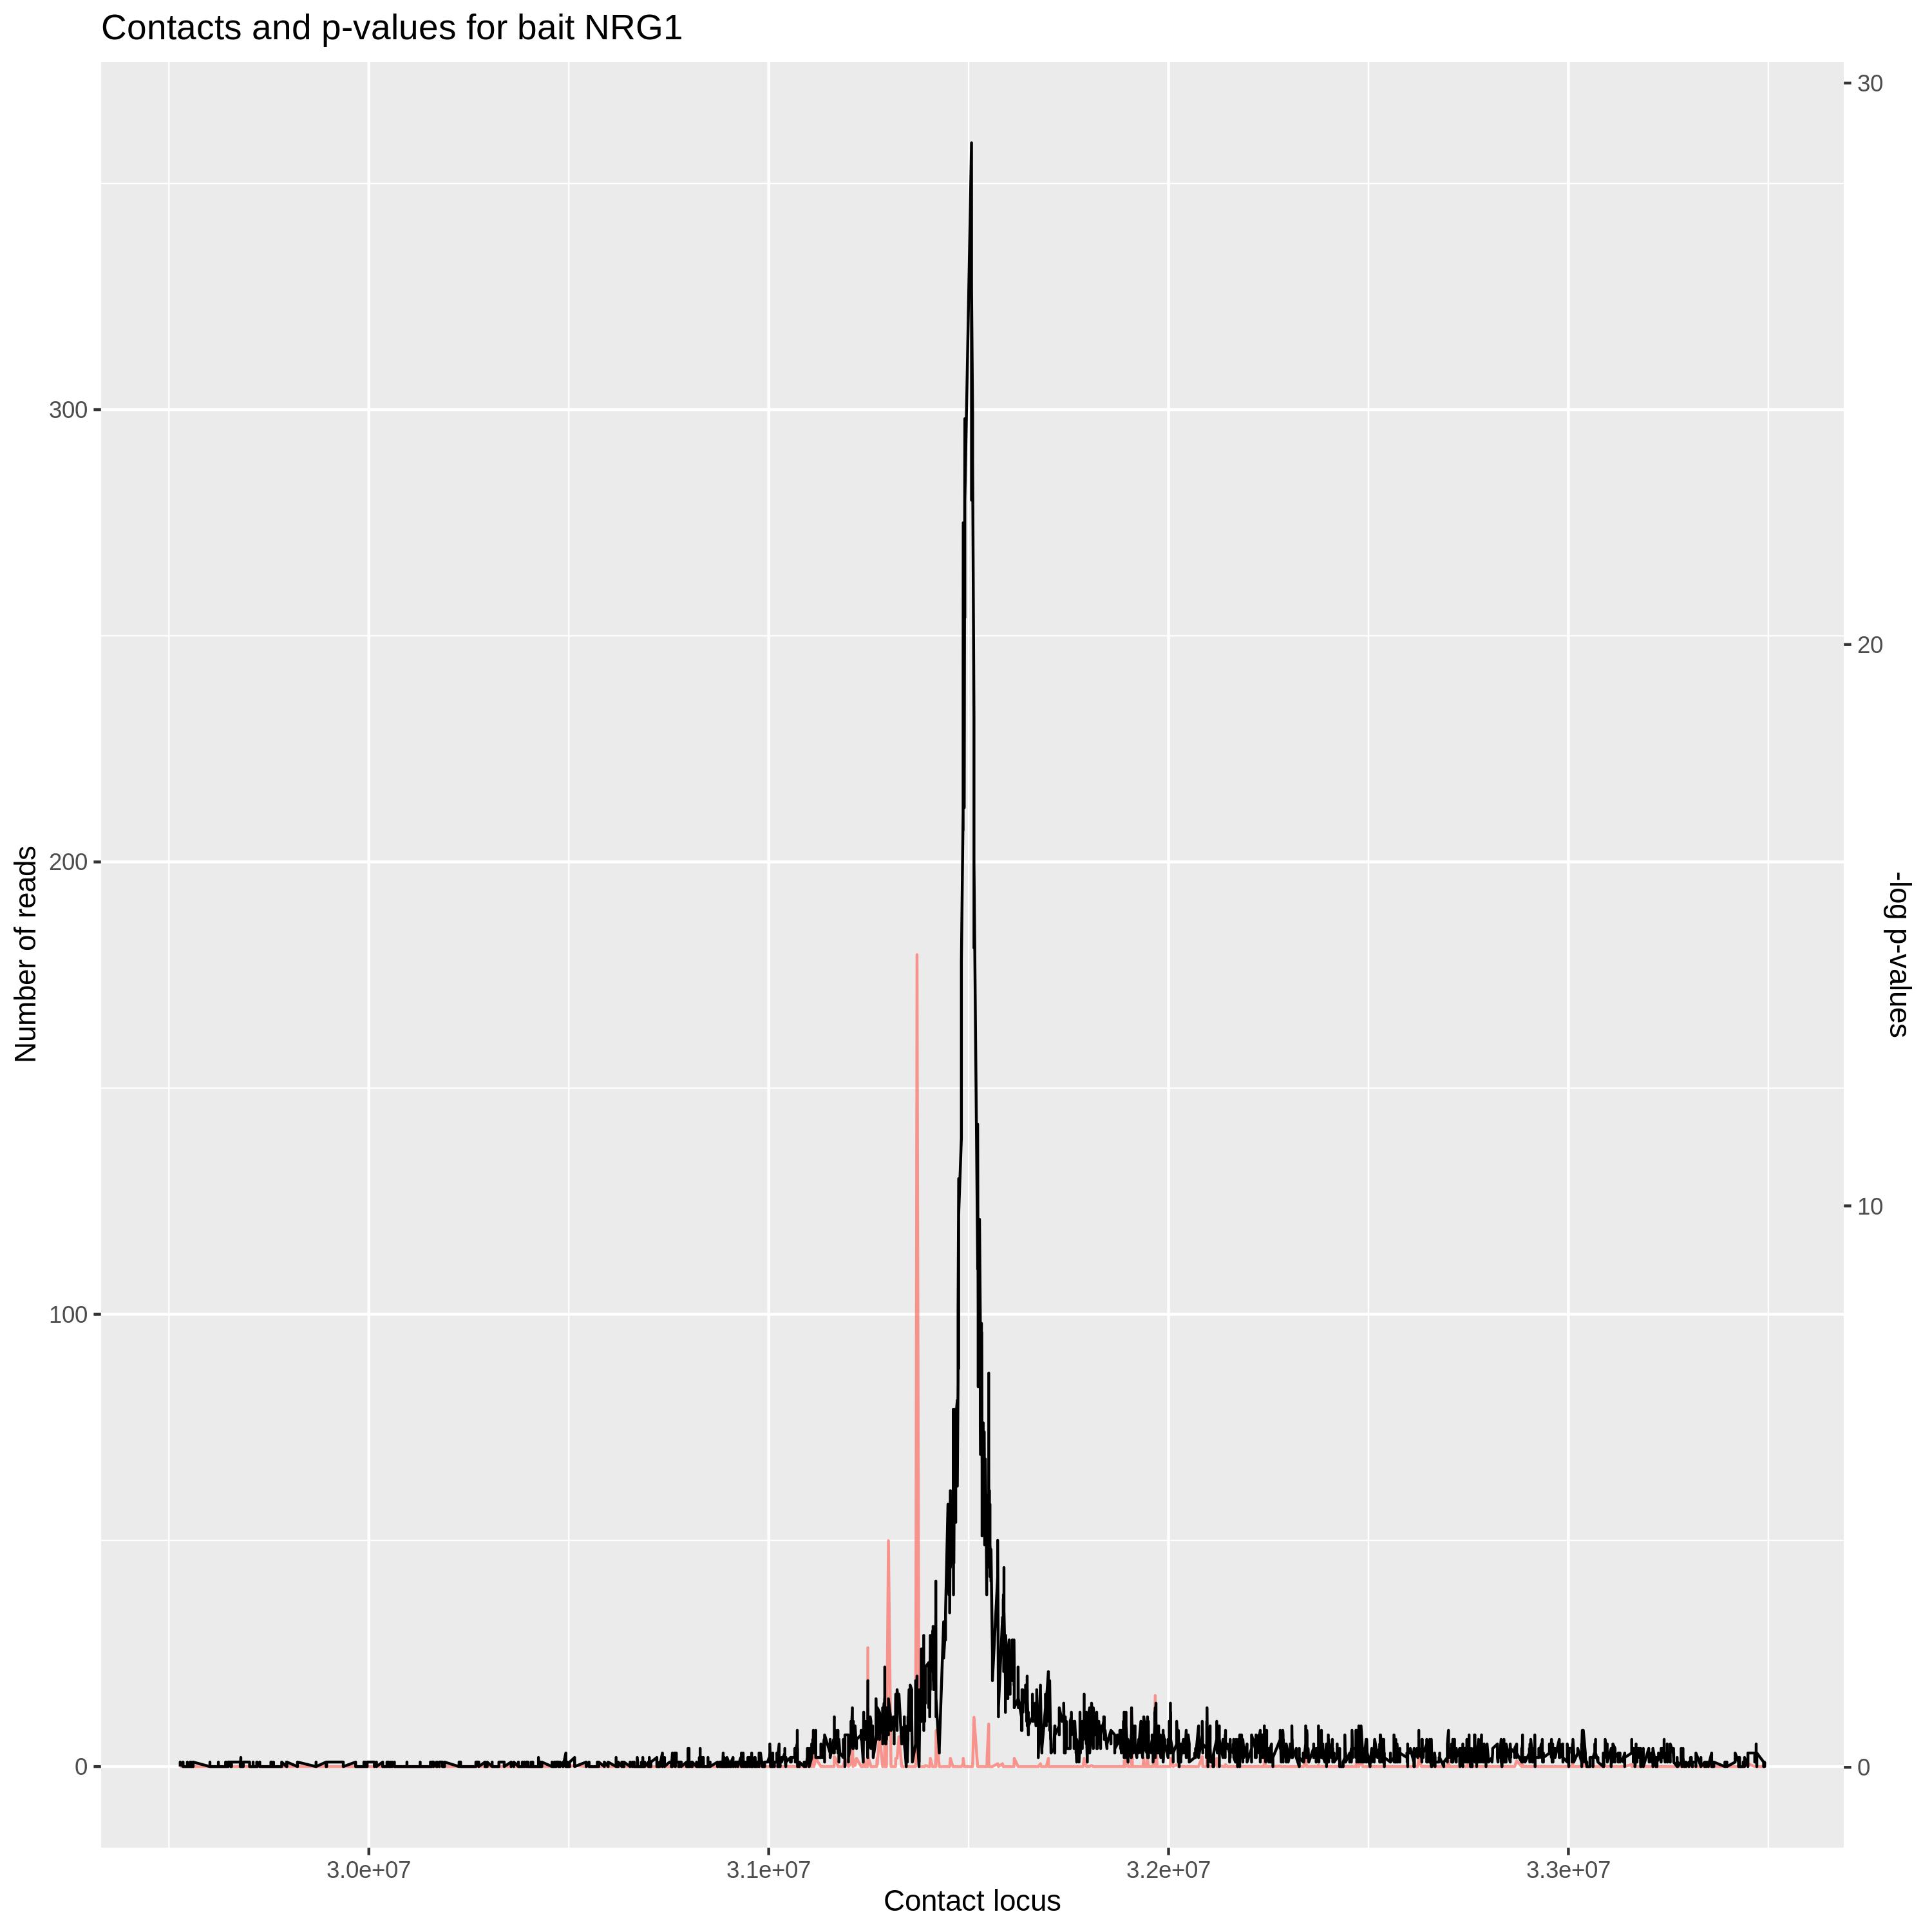 Contacts and p-values for bait NRG1
30
300
20
200
Number of reads
-log p-values
10
100
0
0
3.0e+07 3.1e+07 3.2e+07 3.3e+07
Contact locus